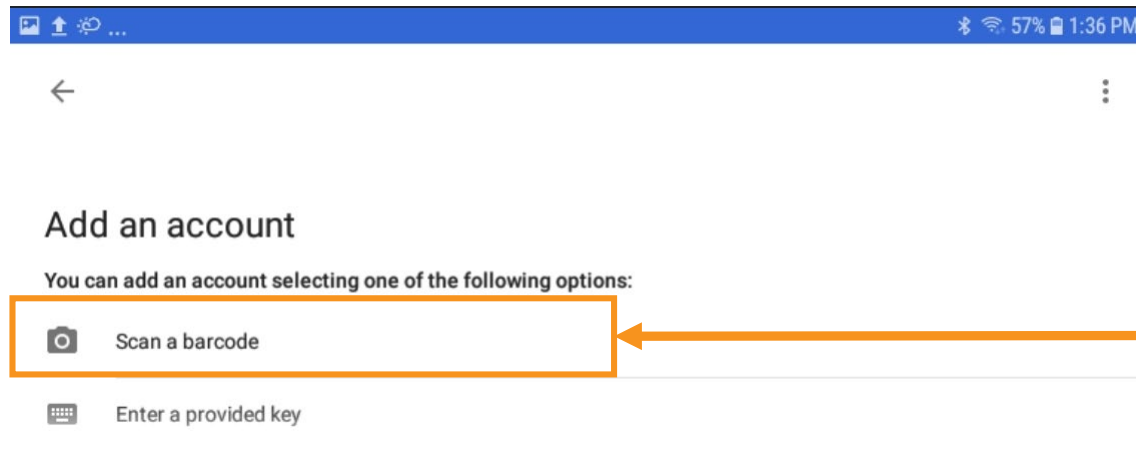 ... 57% 1:36 PM
Add an account
You can add an account selecting one of the following options:
Scan a barcode
Enter a provided key